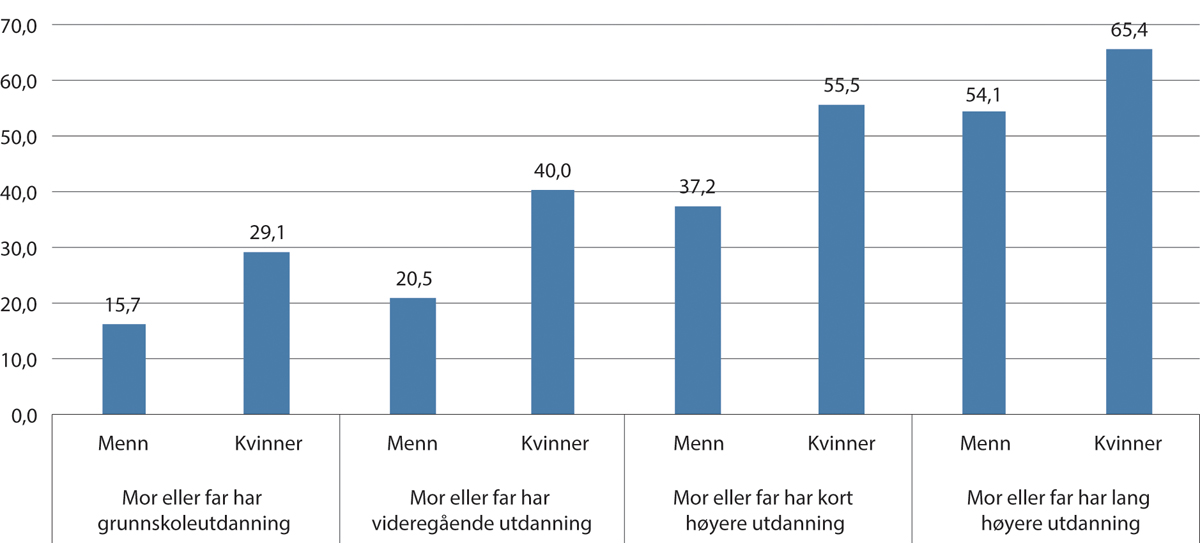 70,0
60,0
50,0
40,0
30,0
20,0
10,0
0,0
15,7
29,1
20,5
40,0
37,2
55,5
54,1
65,4
Menn Kvinner Menn Kvinner Menn Kvinner Menn Kvinner
Mor eller far har
grunnskoleutdanning
Mor eller far har
videregående utdanning
Mor eller far har kort
høyere utdanning
Mor eller far har lang
høyere utdanning